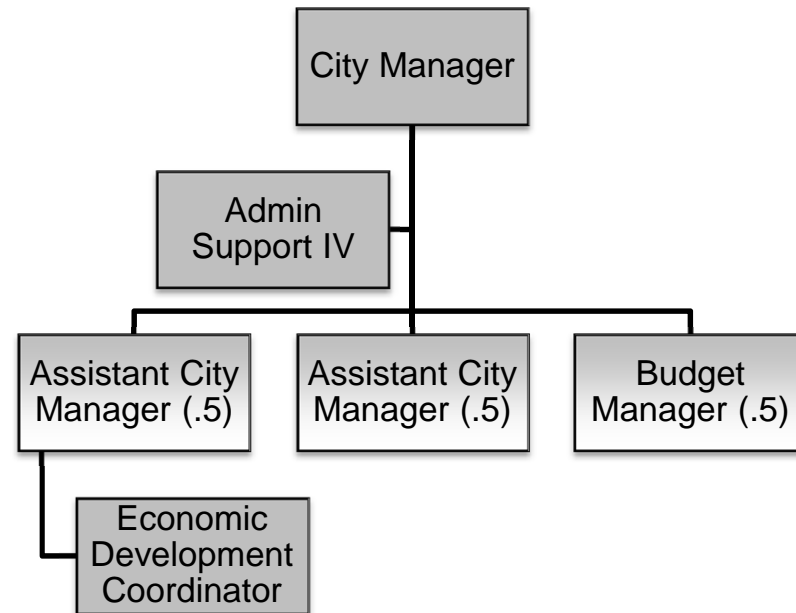 City Manager
Admin
Support IV
Assistant City
Manager (.5)
Assistant City
Manager (.5)
Budget
Manager (.5)
Economic
Development
Coordinator